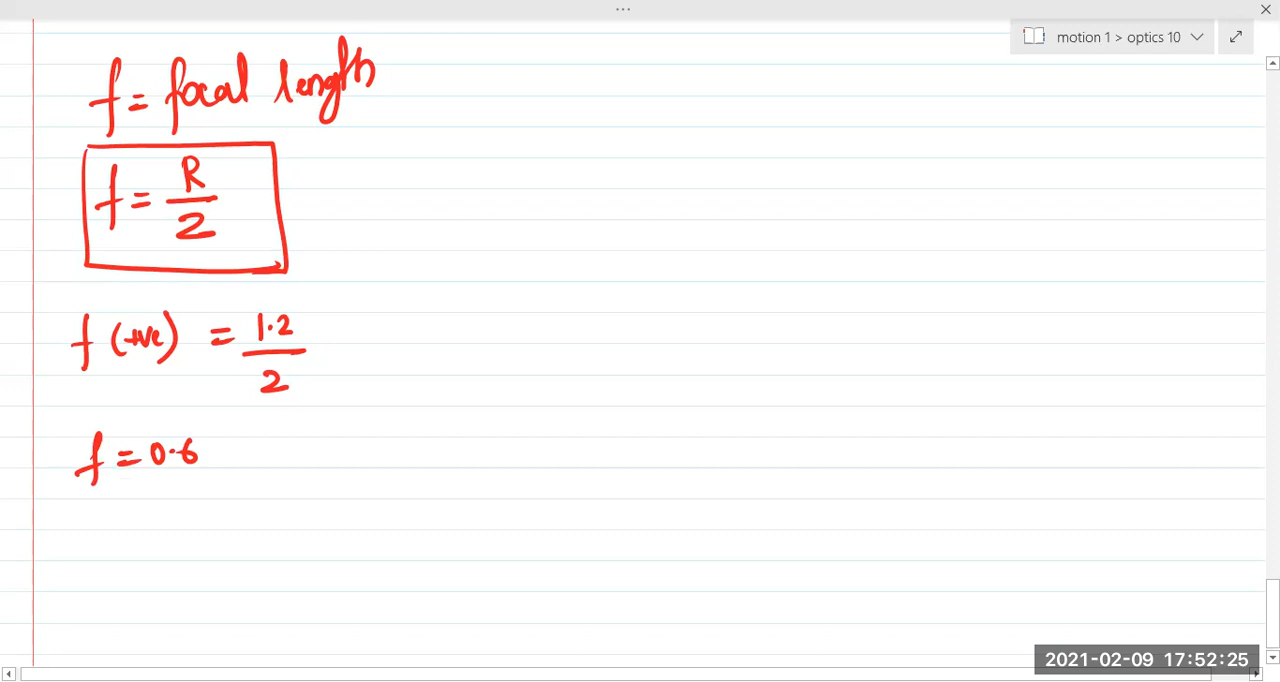 ...
motion 1 > optics 10
f = focal length
f = R/2
f (+ve) = 1.2/2
f = 0.6
2021-02-09 17:52:25